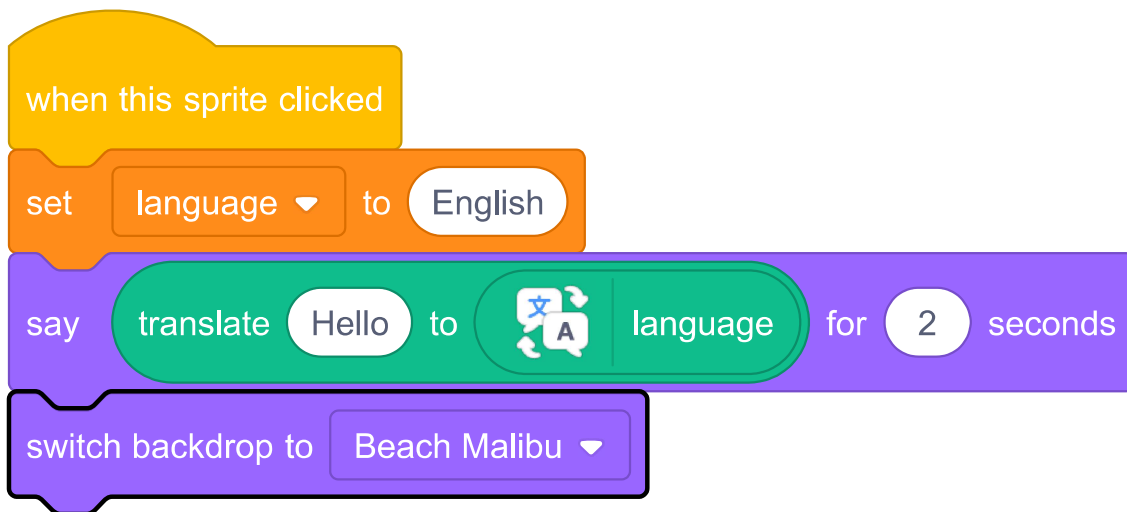 when this sprite clicked
set language to English
say translate Hello to 文 A language for 2 seconds
switch backdrop to Beach Malibu